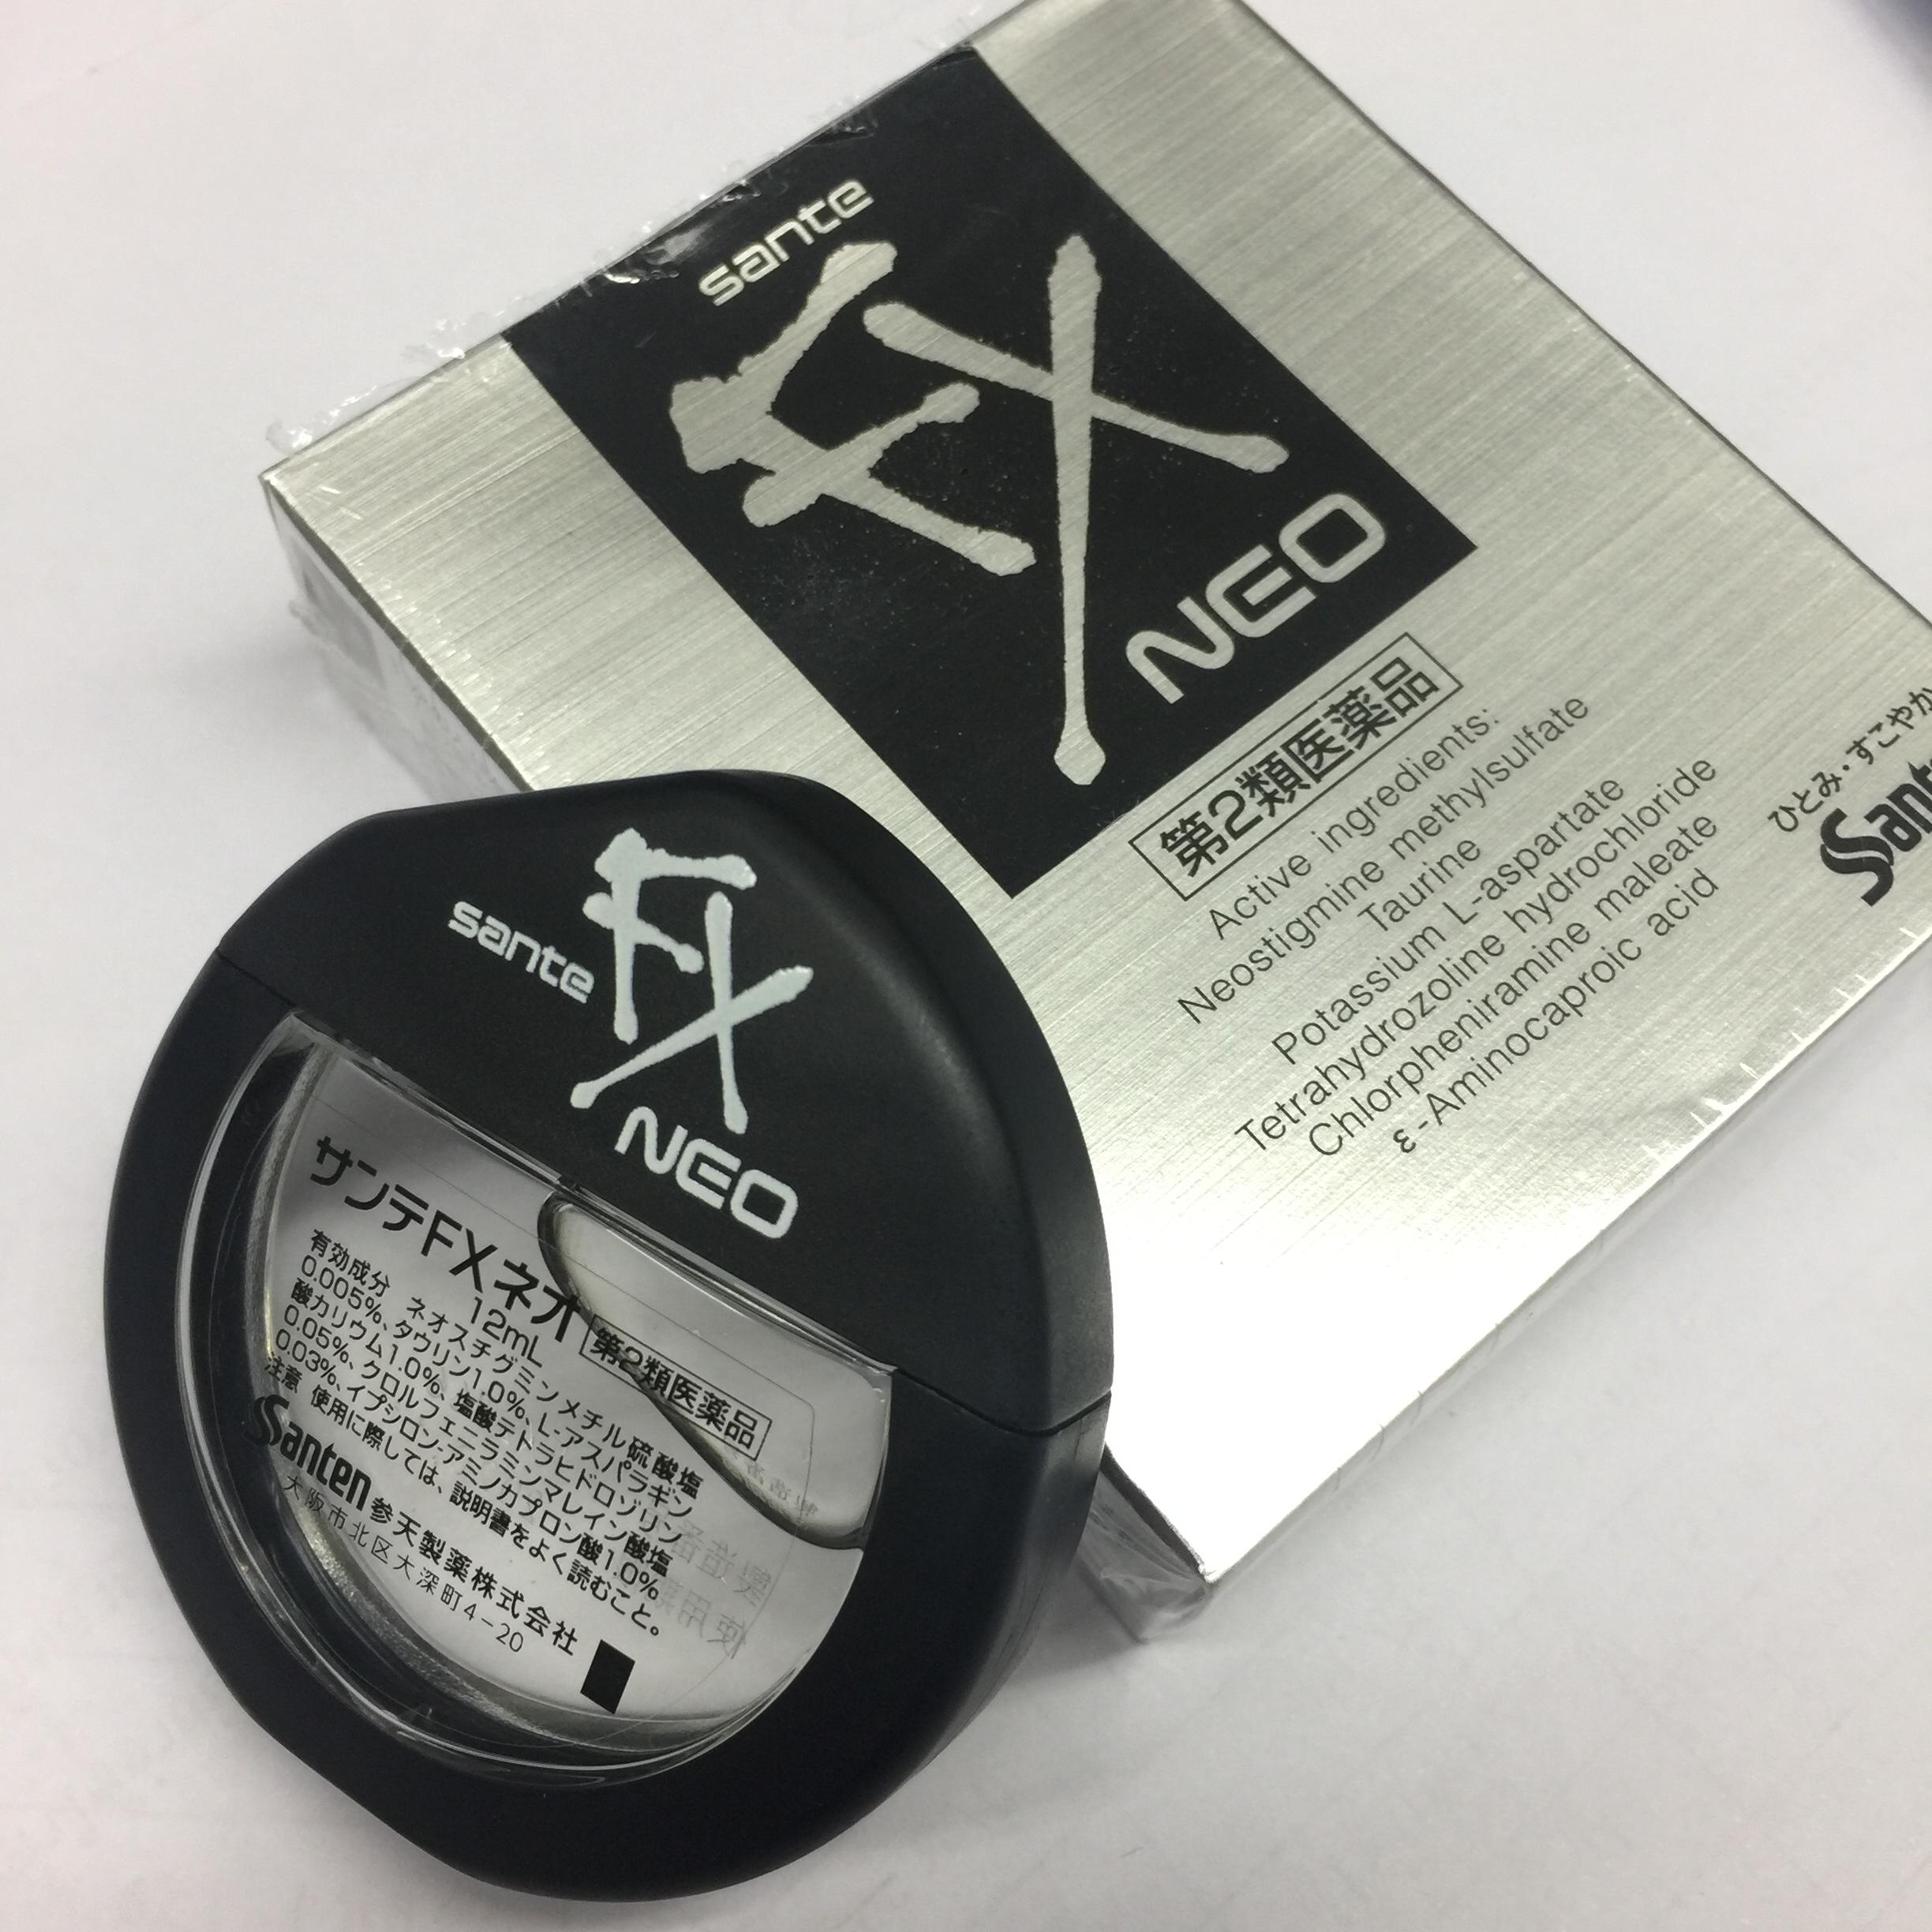 sante
FX
NEO
第2類医薬品
Active ingredients:
Neostigmine methylsulfate
Taurine
Potassium L-aspartate
Tetrahydrozoline hydrochloride
Chlorpheniramine maleate
ε-Aminocaproic acid
ひとみ・すこやか
sante
FX
NEO
サンテFXネオ
12mL
第2類医薬品
有効成分 ネオスチグミンメチル硫酸塩
0.005%、タウリン1.0%、L-アスパラギン
酸カリウム1.0%、塩酸テトラヒドロゾリン
0.05%、クロルフェニラミンマレイン酸塩
0.03%、イプシロン-アミノカプロン酸1.0%
注意 使用に際しては、説明書をよく読むこと。
Santen 参天製薬株式会社
大阪市北区大深町4-20